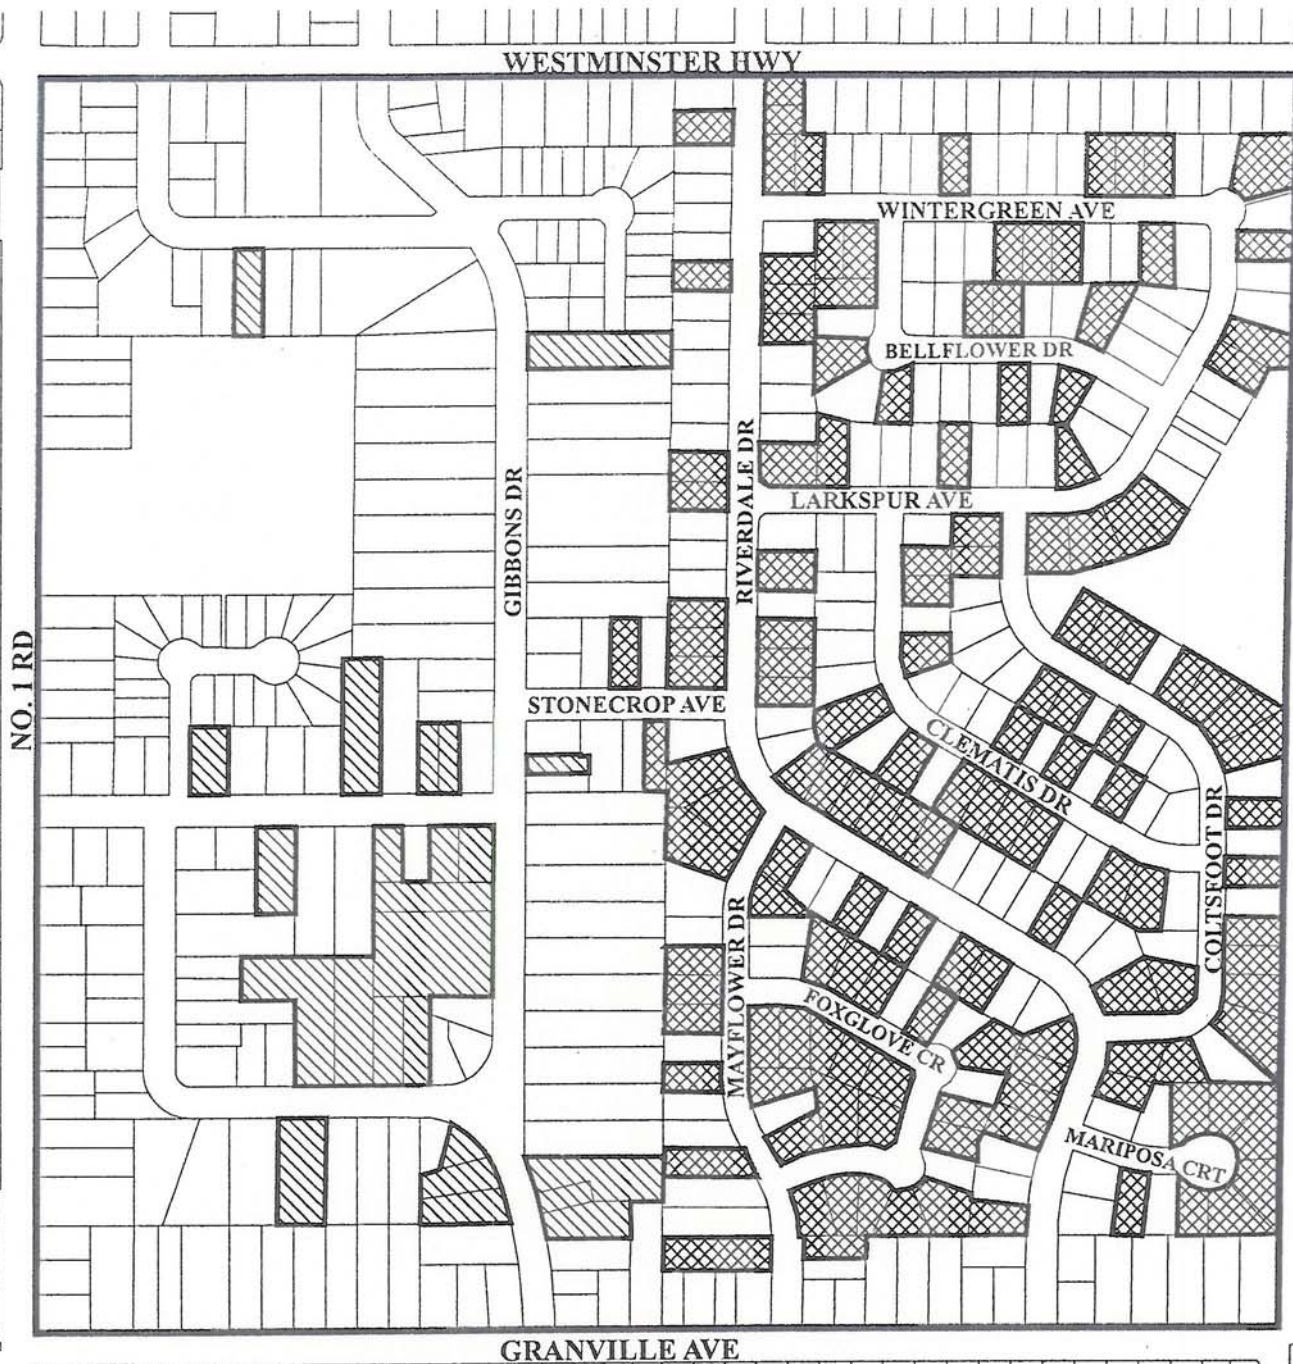 WESTMINSTER HWY
WINTERGREEN AVE
BELLFLOWER DR
RIVERDALE DR
LARKSPUR AVE
GIBBONS DR
NO. 1 RD
STONECROP AVE
CLEMATIS DR
COLTSFOOT DR
MAYFLOWER DR
FOXGLOVE CR
MARIPOSA CRT
GRANVILLE AVE